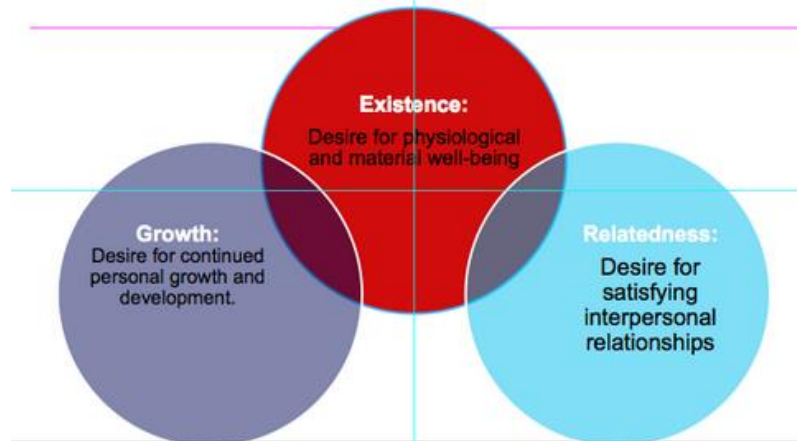 Existence:
Desire for physiological
and material well-being
Growth:
Desire for continued
personal growth and
development.
Relatedness:
Desire for
satisfying
interpersonal
relationships